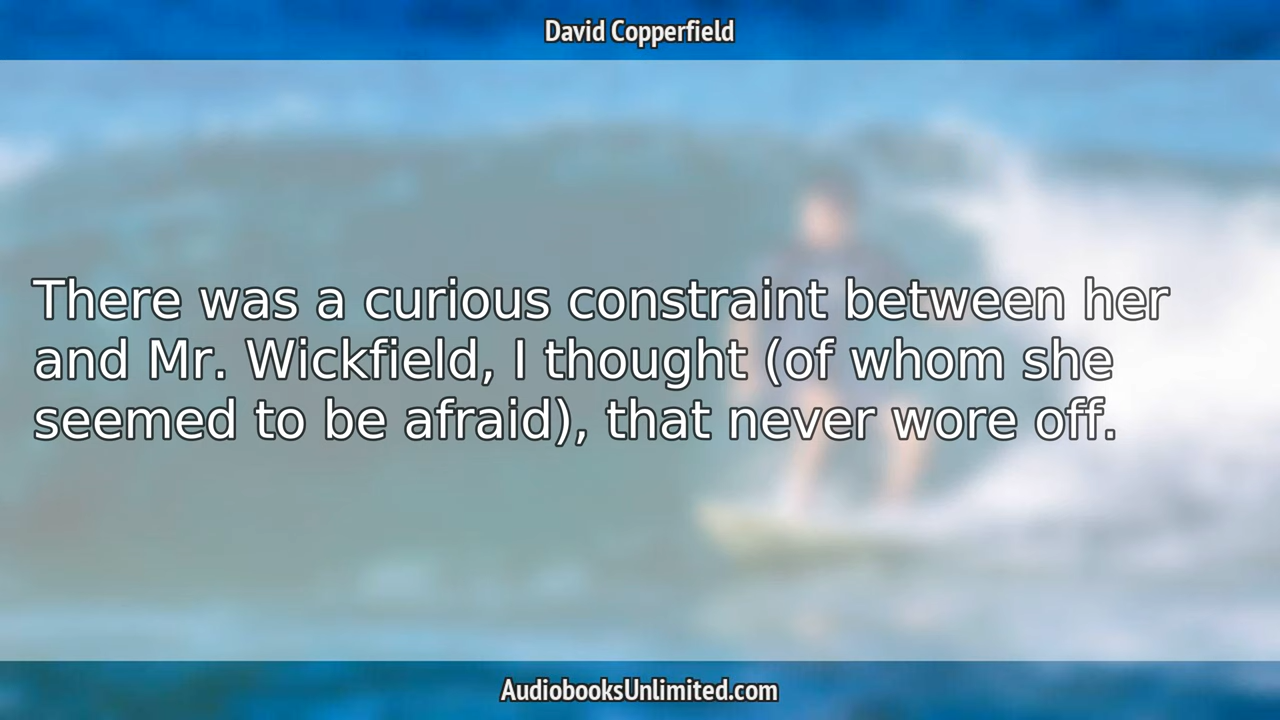 David Copperfield
There was a curious constraint between her
and Mr. Wickfield, I thought (of whom she
seemed to be afraid), that never wore off.
AudiobooksUnlimited.com